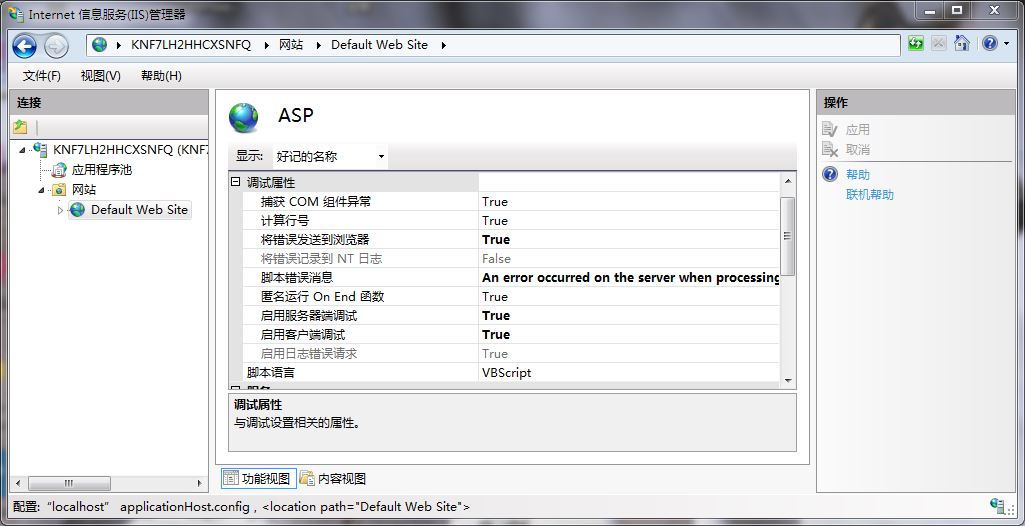 Internet 信息服务(IIS)管理器
KNF7LH2HHCXSNFQ 网站 Default Web Site
文件(F) 视图(V) 帮助(H)
连接
KNF7LH2HHCXSNFQ (KNF7
应用程序池
网站
Default Web Site
ASP
显示: 好记的名称
调试属性
捕获 COM 组件异常 True
计算行号 True
将错误发送到浏览器 True
将错误记录到 NT 日志 False
脚本错误消息 An error occurred on the server when processing
匿名运行 On End 函数 True
启用服务器端调试 True
启用客户端调试 True
启用日志错误请求 True
脚本语言 VBScript
调试属性
与调试设置相关的属性。
功能视图 内容视图
操作
应用
取消
帮助
联机帮助
配置: “localhost” applicationHost.config , <location path="Default Web Site">